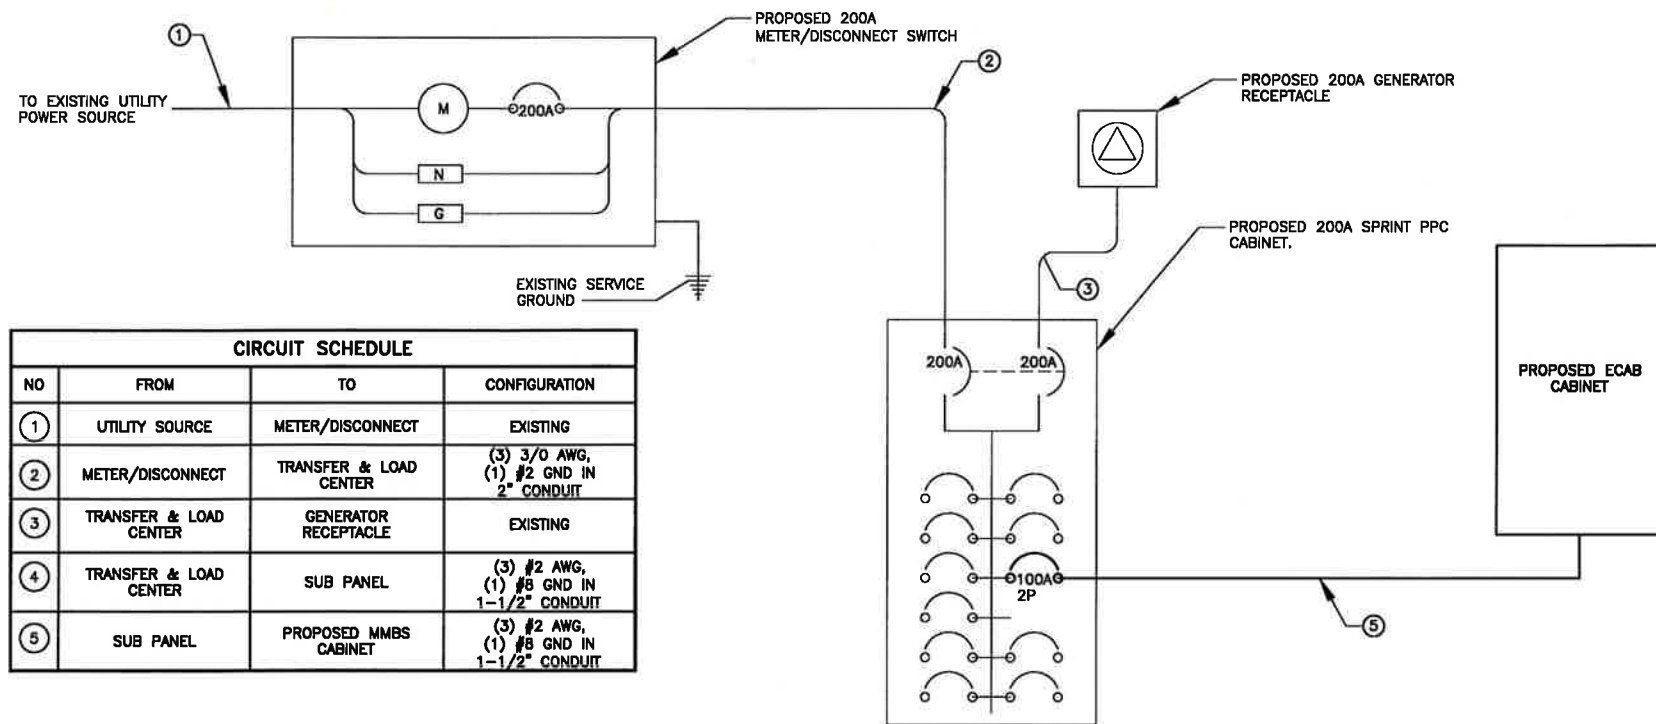 PROPOSED 200A
METER/DISCONNECT SWITCH
1
2
TO EXISTING UTILITY
POWER SOURCE
M
200A
N
G
EXISTING SERVICE
GROUND
PROPOSED 200A GENERATOR
RECEPTACLE
PROPOSED 200A SPRINT PPC
CABINET.
3
200A
200A
100A
2P
PROPOSED ECAB
CABINET
5
CIRCUIT SCHEDULE
NO FROM TO CONFIGURATION
1 UTILITY SOURCE METER/DISCONNECT EXISTING
2 METER/DISCONNECT TRANSFER & LOAD
CENTER (3) 3/0 AWG,
(1) #2 GND IN
2" CONDUIT
3 TRANSFER & LOAD
CENTER GENERATOR
RECEPTACLE EXISTING
4 TRANSFER & LOAD
CENTER SUB PANEL (3) #2 AWG,
(1) #8 GND IN
1-1/2" CONDUIT
5 SUB PANEL PROPOSED MMBS
CABINET (3) #2 AWG,
(1) #8 GND IN
1-1/2" CONDUIT